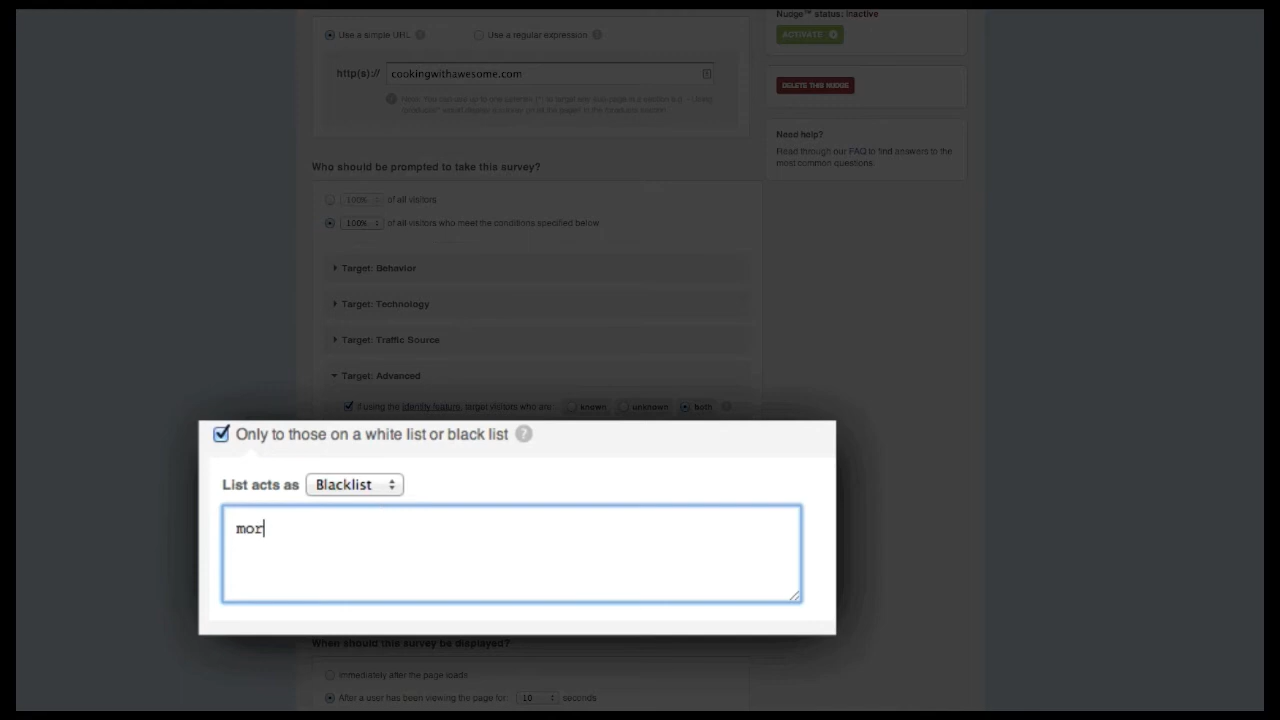 Nudge™ status: Inactive
Use a simple URL
Use a regular expression
ACTIVATE
http(s)://
cookingwithawesome.com
DELETE THIS NUDGE
Need help?
Read through our FAQ to find answers to the
most common questions.
Who should be prompted to take this survey?
100% of all visitors
100% of all visitors who meet the conditions specified below
Target: Behavior
Target: Technology
Target: Traffic Source
Target: Advanced
If using the identity feature, target visitors who are: known unknown both
Only to those on a white list or black list
List acts as Blacklist
mor
When should this survey be displayed?
Immediately after the page loads
After a user has been viewing the page for: 10 seconds